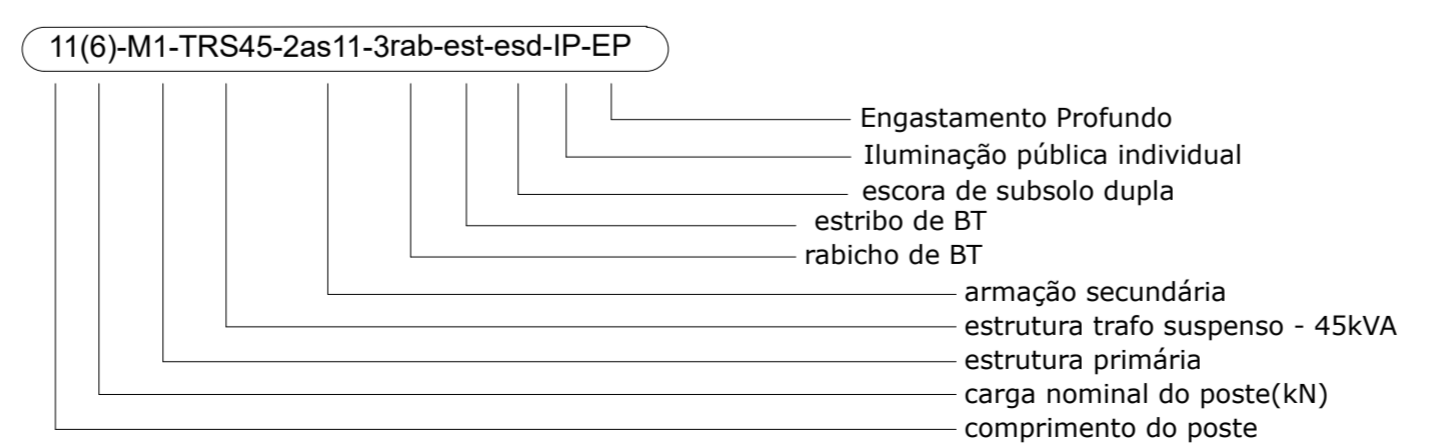 11(6)-M1-TRS45-2as11-3rab-est-esd-IP-EP
Engastamento Profundo
Iluminação pública individual
escora de subsolo dupla
estribo de BT
rabicho de BT
armação secundária
estrutura trafo suspenso - 45kVA
estrutura primária
carga nominal do poste(kN)
comprimento do poste